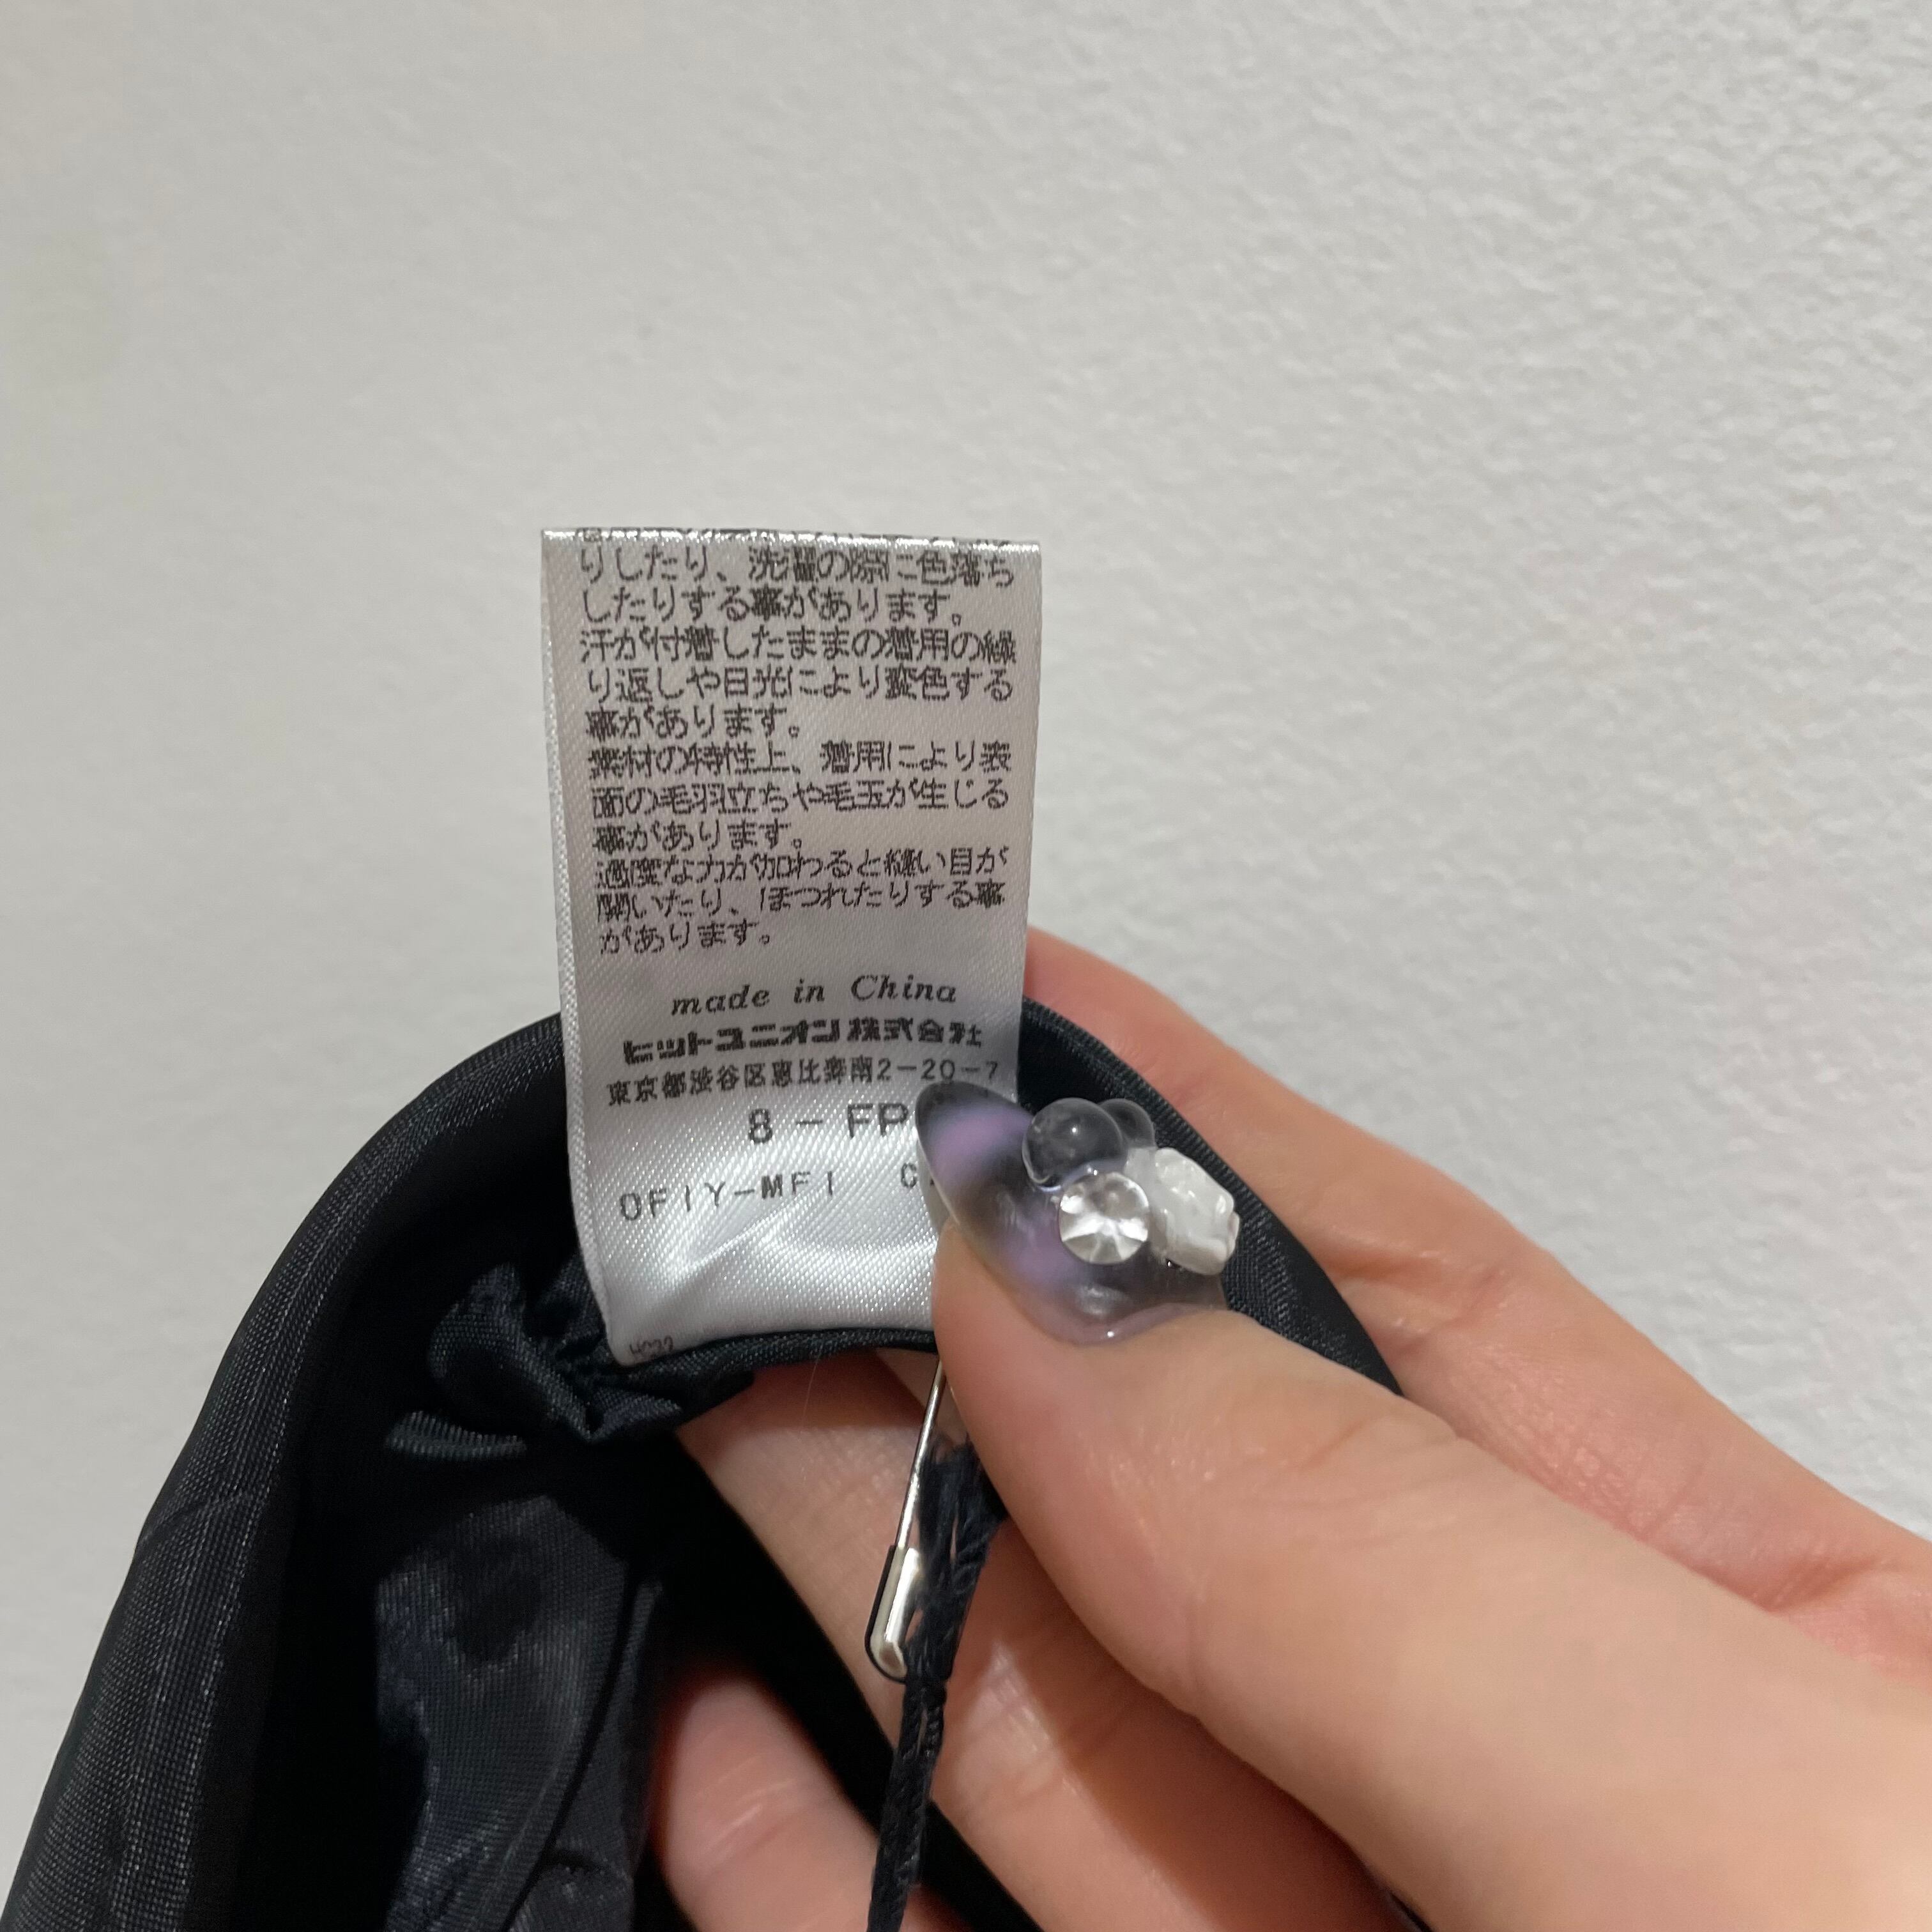 りしたり、洗濯の際に色落ち
したりする事があります。
汗が付着したままの着用の繰
り返しや日光により変色する
事があります。
素材の特性上、着用により表
面の毛羽立ちや毛玉が生じる
事があります。
過度な力が加わると縫い目が
開いたり、ほつれたりする事
があります。
made in China
ヒットユニオン株式会社
東京都渋谷区恵比寿南2-20-7
8 - FP
OFIY-MFI